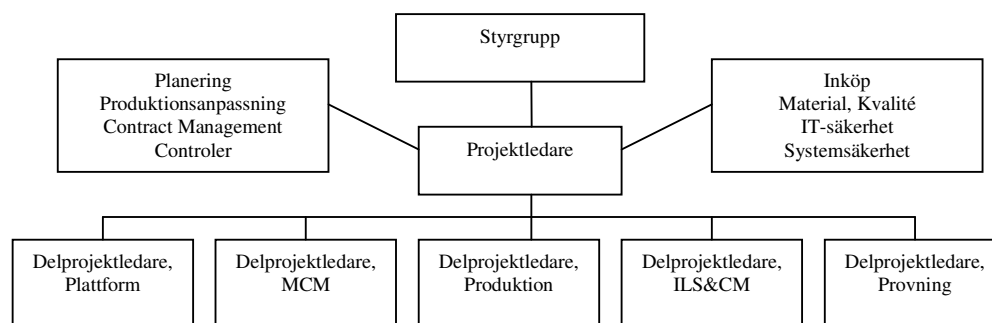 Styrgrupp
Planering
Produktionsanpassning
Contract Management
Controler
Inköp
Material, Kvalité
IT-säkerhet
Systemsäkerhet
Projektledare
Delprojektledare,
Plattform
Delprojektledare,
MCM
Delprojektledare,
Produktion
Delprojektledare,
ILS&CM
Delprojektledare,
Provning